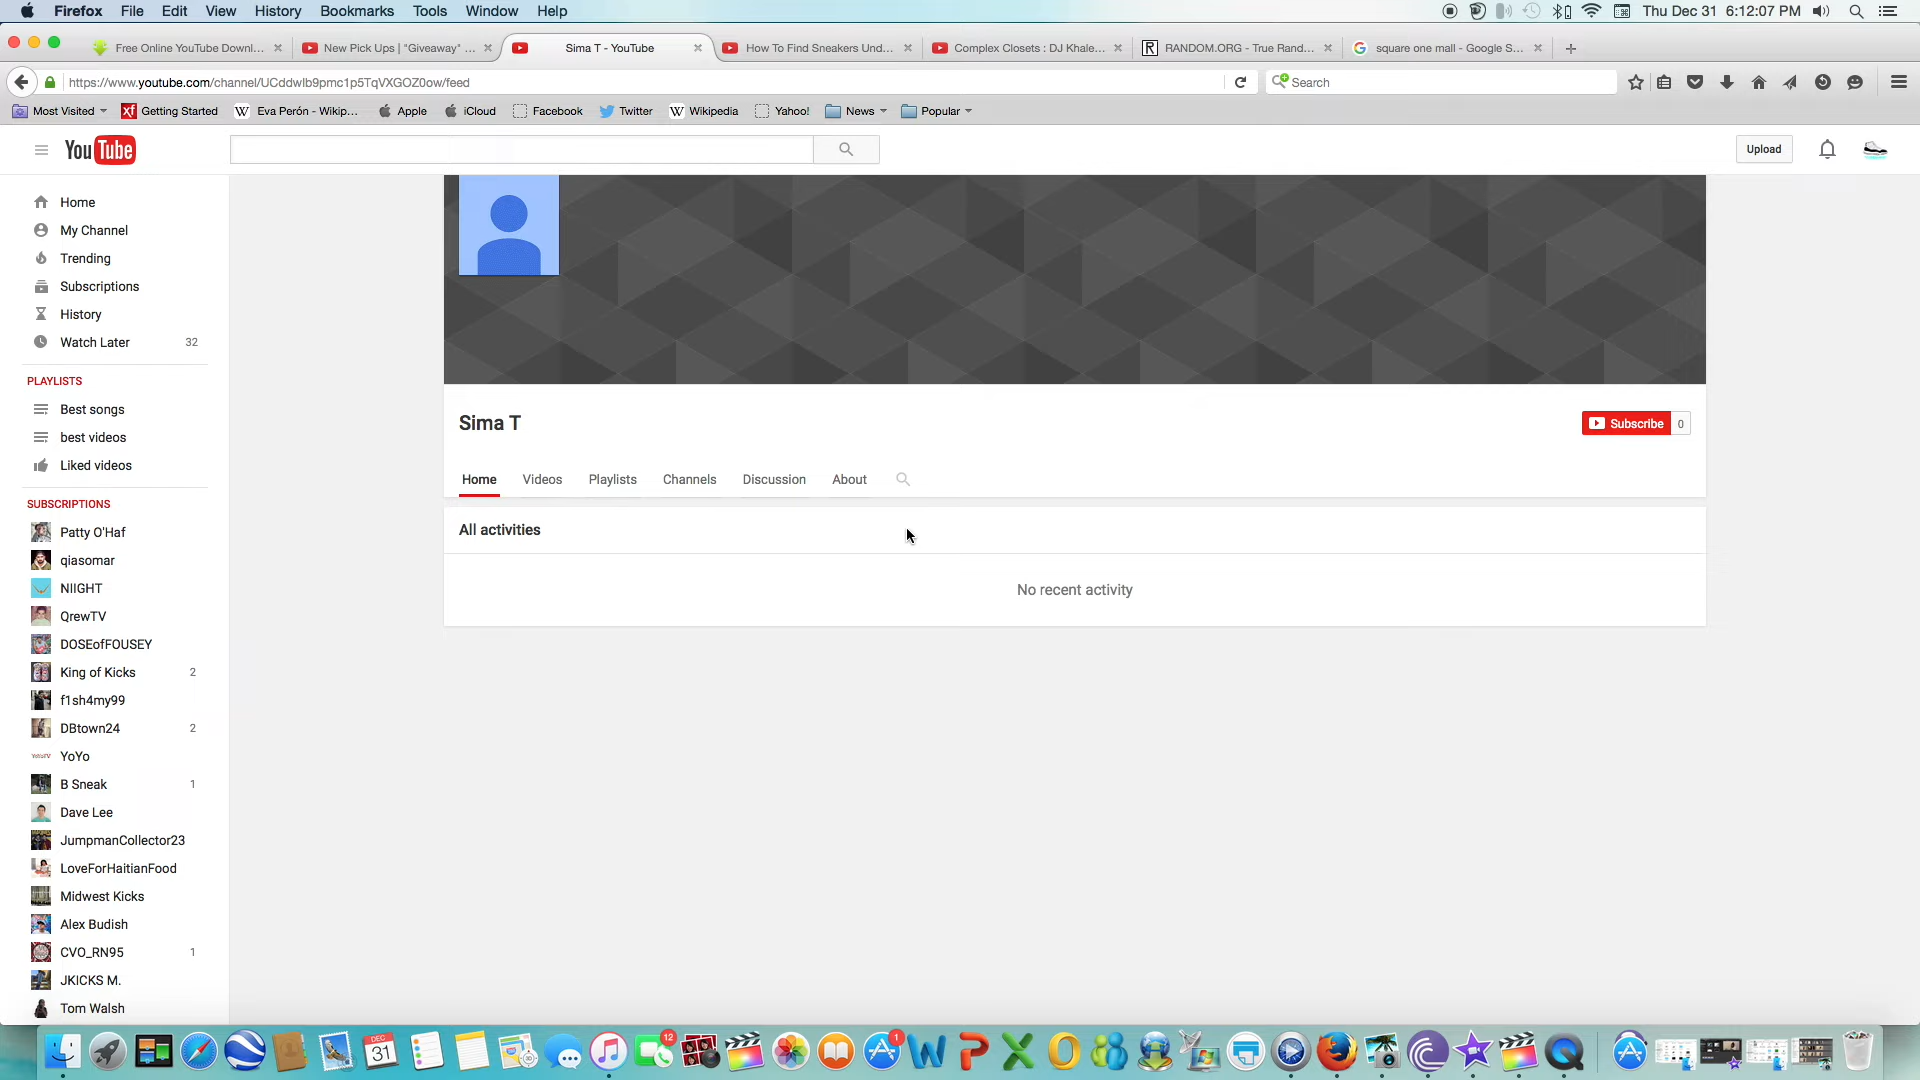 Firefox File Edit View History Bookmarks Tools Window Help Thu Dec 31 6:12:07 PM
Free Online YouTube Downl... New Pick Ups | "Giveaway" ... Sima T - YouTube How To Find Sneakers Und... Complex Closets : DJ Khale... R RANDOM.ORG - True Rand... square one mall - Google S...
https://www.youtube.com/channel/UCddwIb9pmc1p5TqVXGOZ0ow/feed Search
Most Visited xf Getting Started W Eva Perón - Wikip... Apple iCloud Facebook Twitter W Wikipedia Yahoo! News Popular
YouTube Upload
Home
My Channel
Trending
Subscriptions
History
Watch Later 32
PLAYLISTS
Best songs
best videos
Liked videos
SUBSCRIPTIONS
Patty O'Haf
qiasomar
NIIGHT
QrewTV
DOSEofFOUSEY
King of Kicks 2
f1sh4my99
DBtown24 2
YoYo
B Sneak 1
Dave Lee
JumpmanCollector23
LoveForHaitianFood
Midwest Kicks
Alex Budish
CVO_RN95 1
JKICKS M.
Tom Walsh
Sima T
Subscribe 0
Home Videos Playlists Channels Discussion About
All activities
No recent activity
DEC 31 12 1